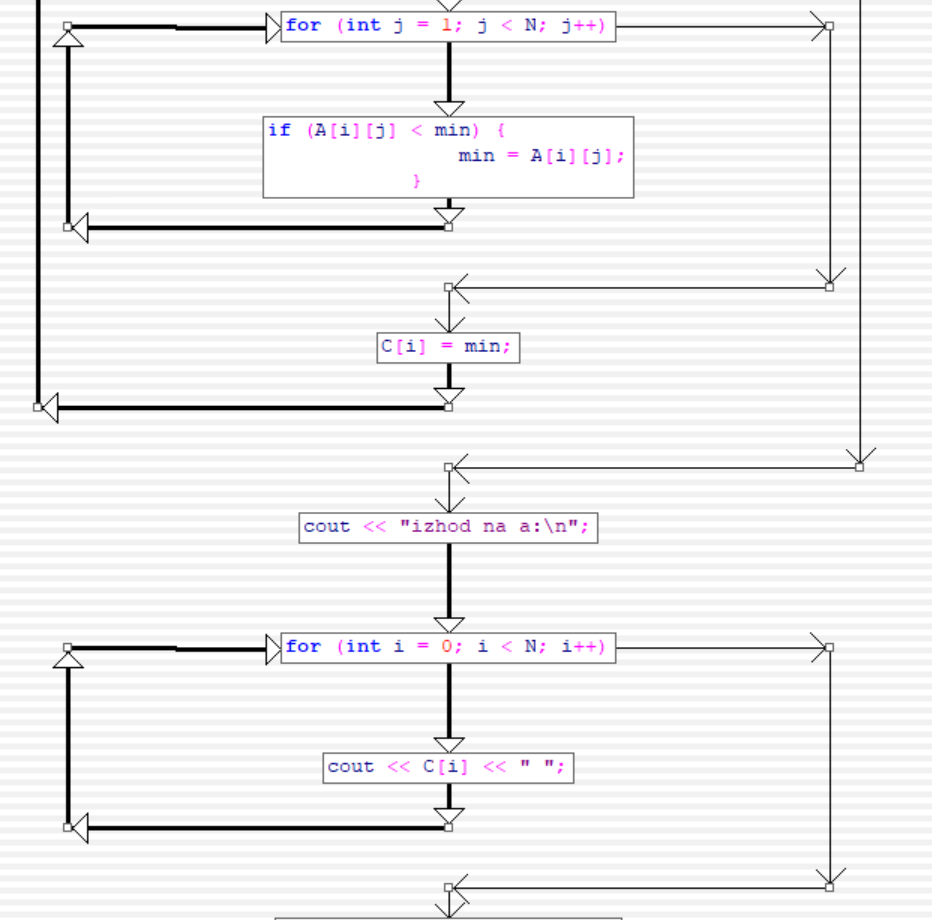 for (int j = 1; j < N; j++)
if (A[i][j] < min) {
min = A[i][j];
}
C[i] = min;
cout << "izhod na a:\n";
for (int i = 0; i < N; i++)
cout << C[i] << " ";